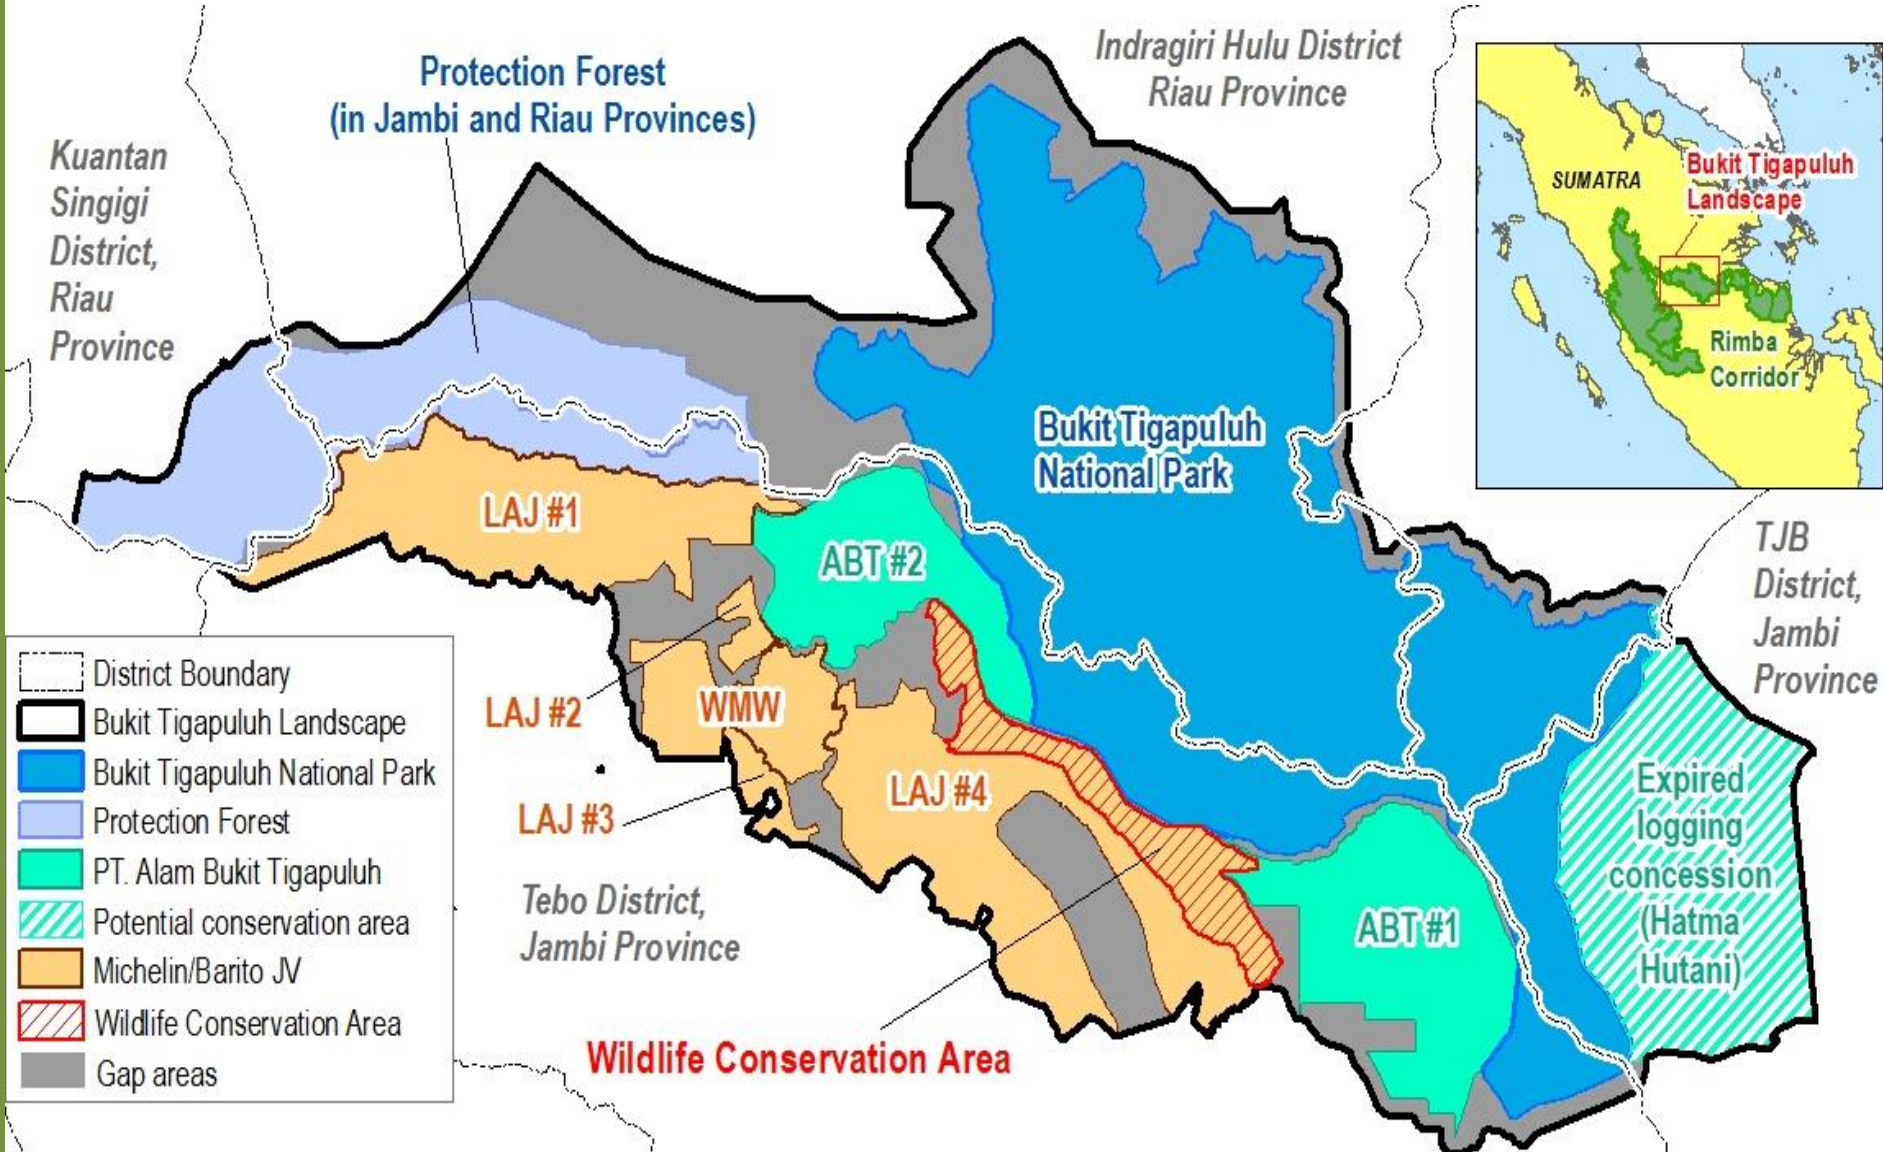 Protection Forest
(in Jambi and Riau Provinces)
Indragiri Hulu District
Riau Province
Kuantan
Singigi
District,
Riau
Province
SUMATRA
Bukit Tigapuluh
Landscape
Rimba
Corridor
Bukit Tigapuluh
National Park
LAJ #1
ABT #2
TJB
District,
Jambi
Province
LAJ #2
WMW
LAJ #3
LAJ #4
Expired
logging
concession
(Hatma
Hutani)
ABT #1
Tebo District,
Jambi Province
Wildlife Conservation Area
District Boundary
Bukit Tigapuluh Landscape
Bukit Tigapuluh National Park
Protection Forest
PT. Alam Bukit Tigapuluh
Potential conservation area
Michelin/Barito JV
Wildlife Conservation Area
Gap areas